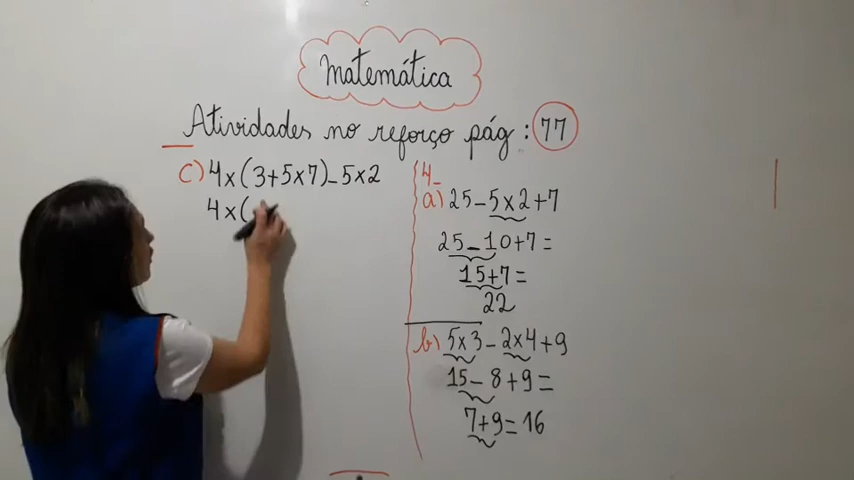 Matemática
Atividades no reforço pág: 77
c) 4x(3+5x7)-5x2
4x(
4-
a) 25-5x2+7
25-10+7=
15+7=
22
b) 5x3-2x4+9
15-8+9=
7+9=16